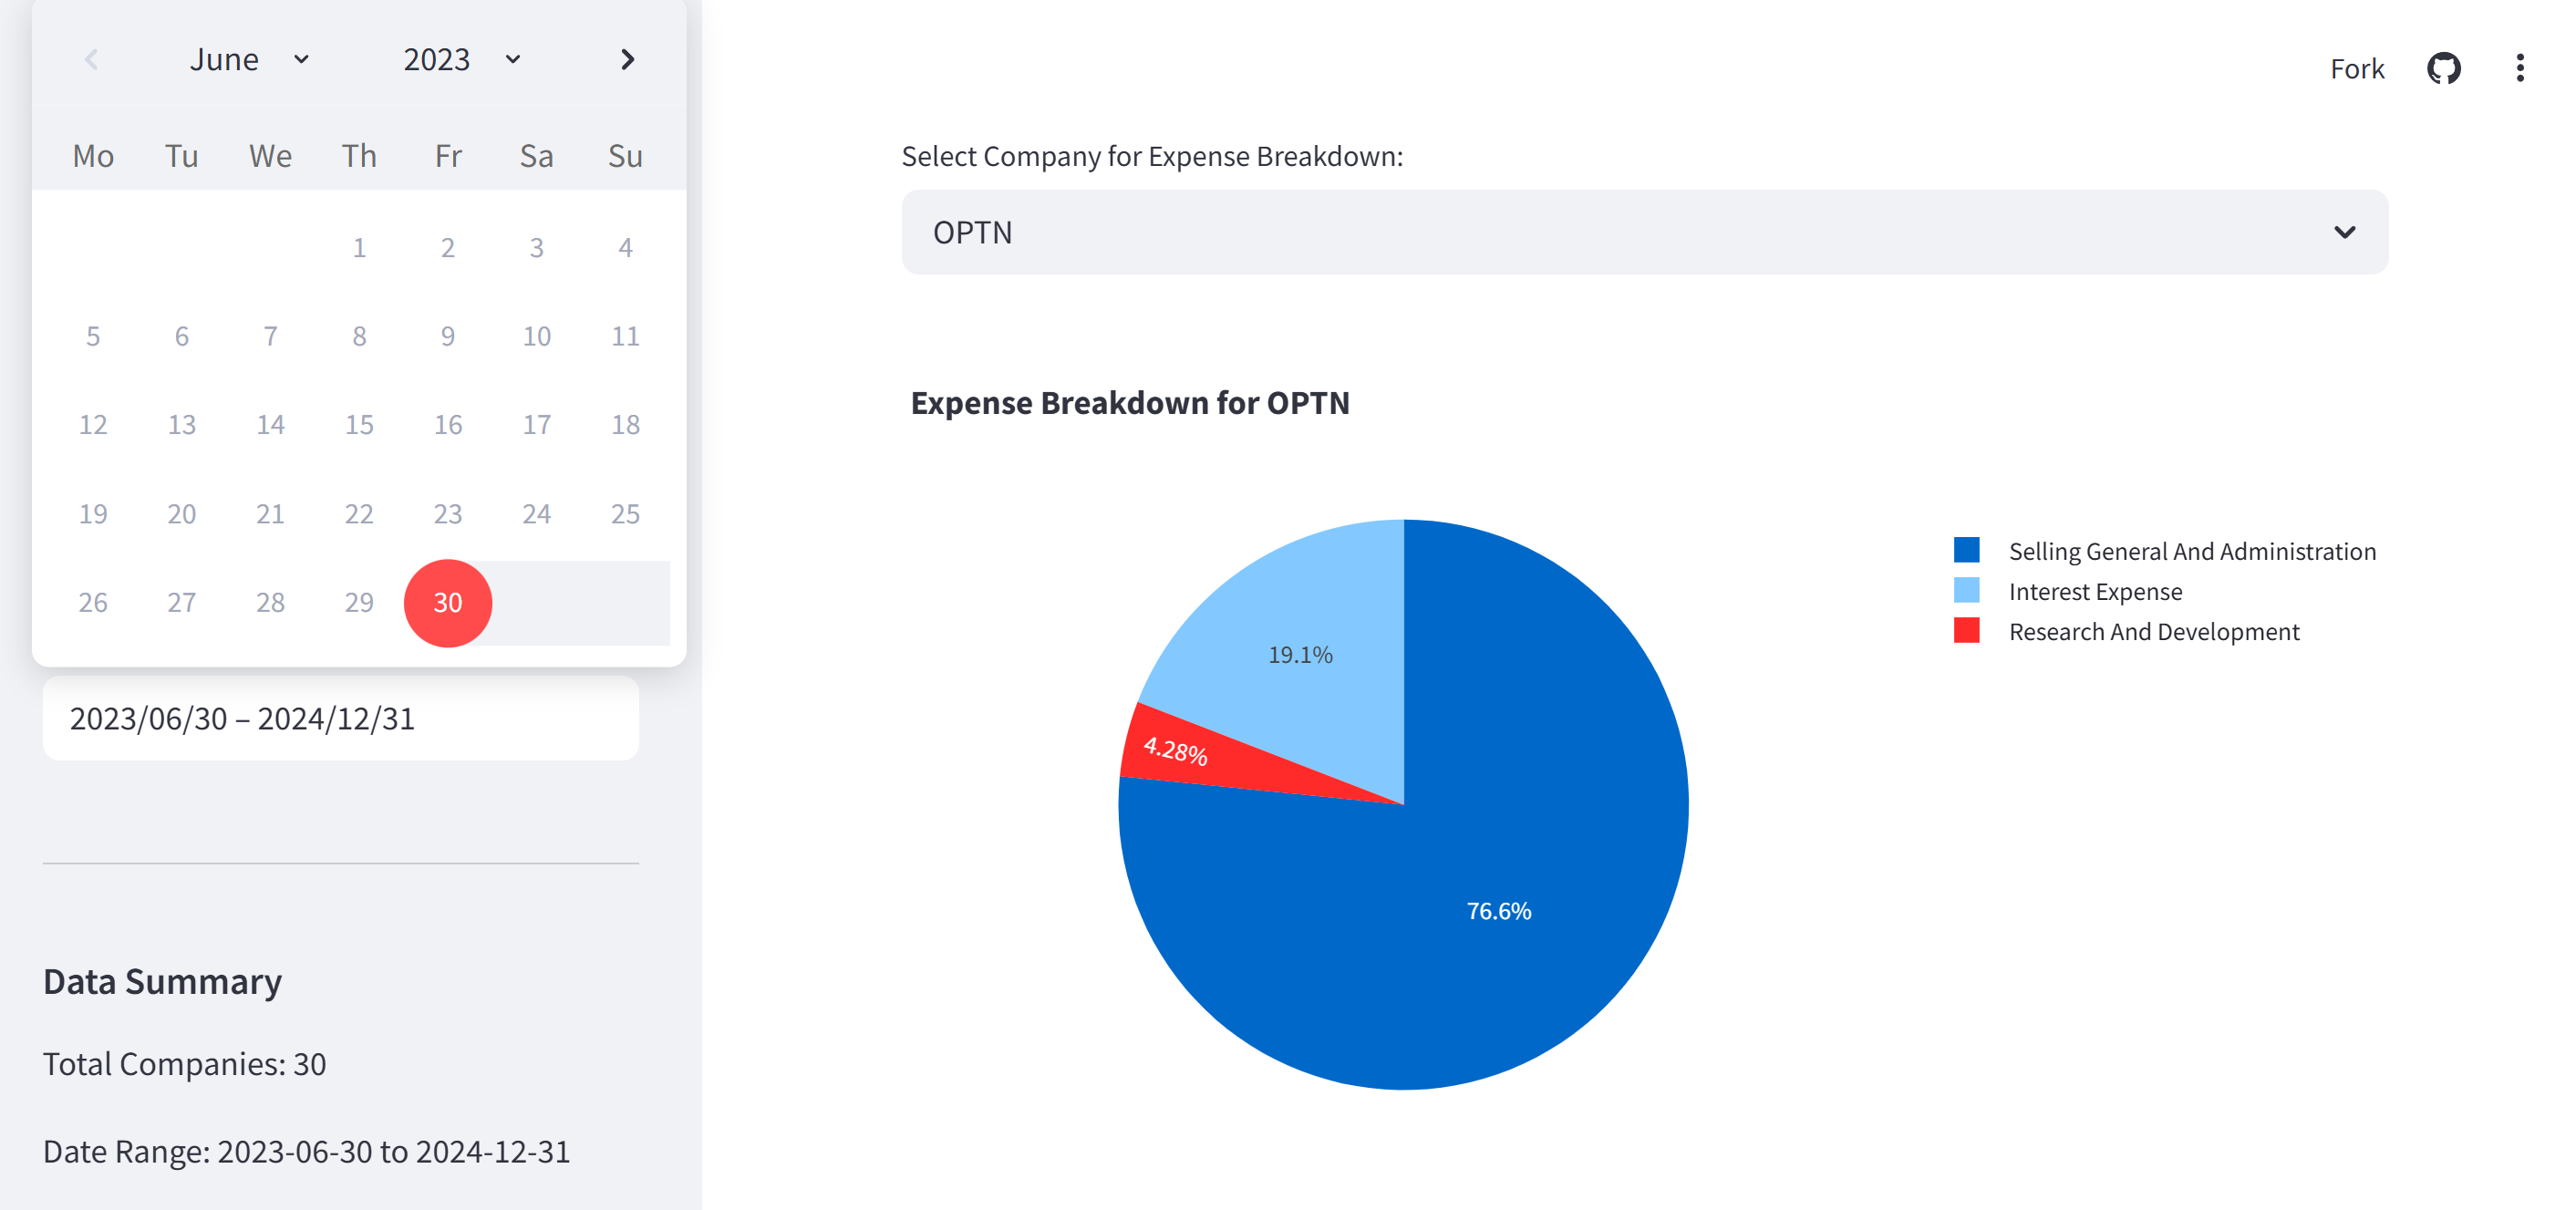 June 2023
Mo Tu We Th Fr Sa Su
1 2 3 4
5 6 7 8 9 10 11
12 13 14 15 16 17 18
19 20 21 22 23 24 25
26 27 28 29 30
2023/06/30 – 2024/12/31
Data Summary
Total Companies: 30
Date Range: 2023-06-30 to 2024-12-31
Fork
Select Company for Expense Breakdown:
OPTN
Expense Breakdown for OPTN
19.1%
4.28%
76.6%
Selling General And Administration
Interest Expense
Research And Development